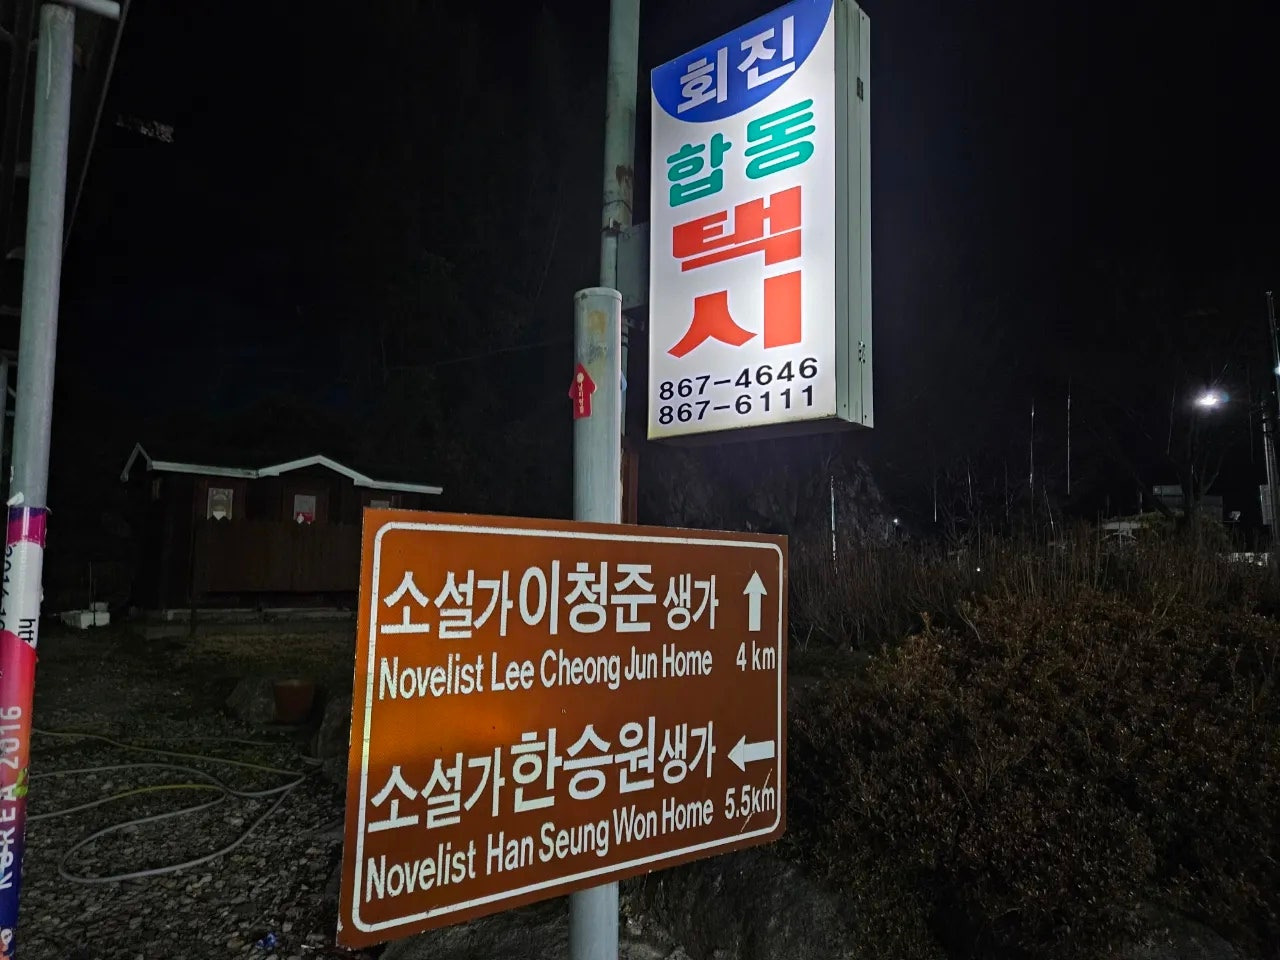 회진
합동
택
시
867-4646
867-6111
소설가이청준 생가
Novelist Lee Cheong Jun Home 4 km
소설가한승원생가
Novelist Han Seung Won Home 5.5km
KOREA 2016